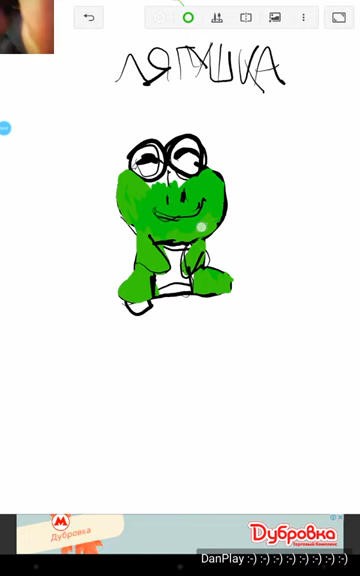 ЛЯГУШКА
М
Дубровка
Дубровка
Торговый Комплекс
DanPlay :-) :-) :-) :-) :-) :-) :-) :-)